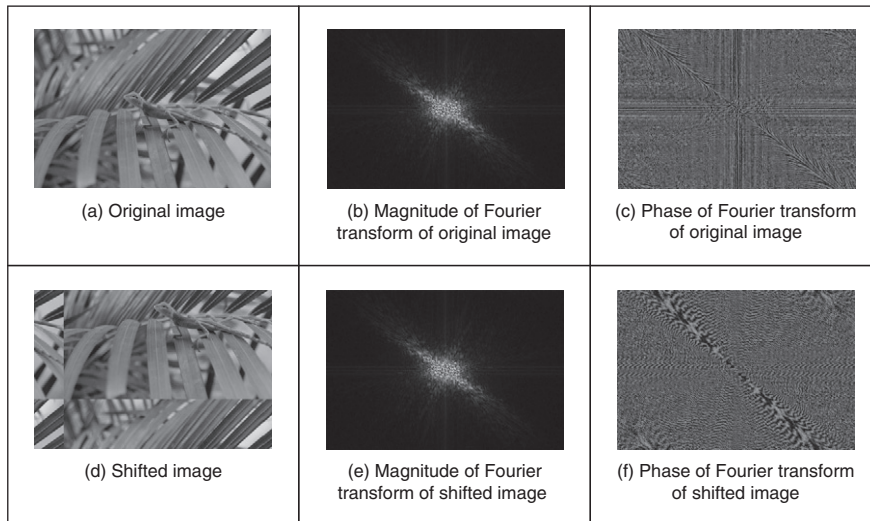 (a) Original image
(b) Magnitude of Fourier
transform of original image
(c) Phase of Fourier transform
of original image
(d) Shifted image
(e) Magnitude of Fourier
transform of shifted image
(f) Phase of Fourier transform
of shifted image